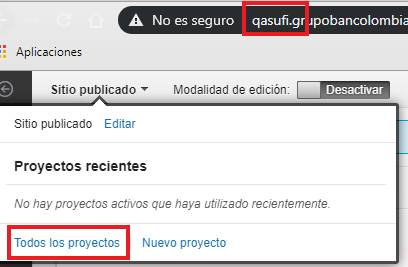 No es seguro qasufi.grupobancolombia
Aplicaciones
Sitio publicado Modalidad de edición: Desactivar
Sitio publicado Editar
Proyectos recientes
No hay proyectos activos que haya utilizado recientemente.
Todos los proyectos Nuevo proyecto